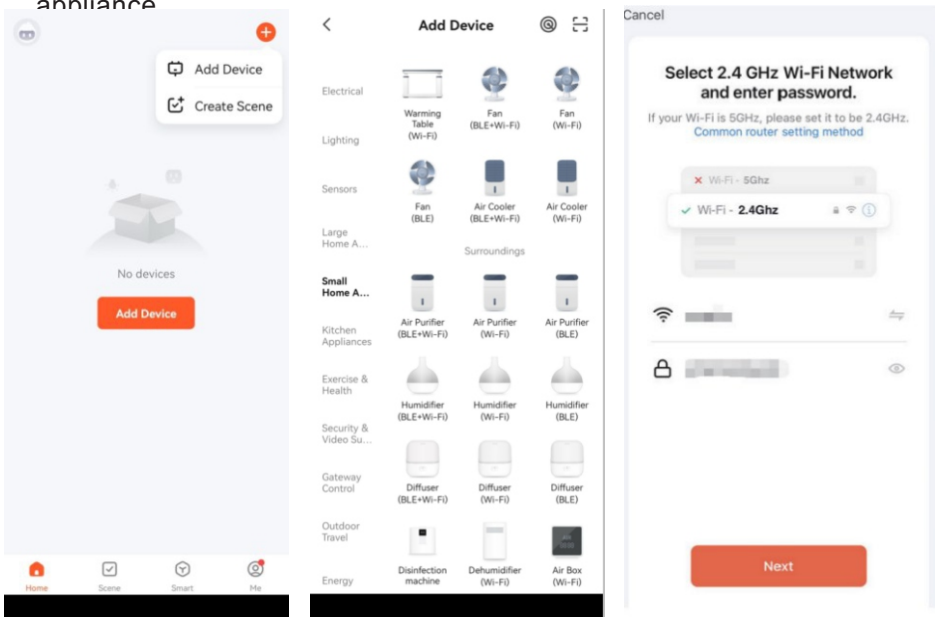 appliance
Add Device
Create Scene
No devices
Add Device
Home
Scene
Smart
Me
Add Device
Electrical
Lighting
Sensors
Large
Home A...
Small
Home A...
Kitchen
Appliances
Exercise &
Health
Security &
Video Su...
Gateway
Control
Outdoor
Travel
Energy
Warming
Table
(Wi-Fi)
Fan
(BLE+Wi-Fi)
Fan
(Wi-Fi)
Fan
(BLE)
Air Cooler
(BLE+Wi-Fi)
Air Cooler
(Wi-Fi)
Surroundings
Air Purifier
(BLE+Wi-Fi)
Air Purifier
(Wi-Fi)
Air Purifier
(BLE)
Humidifier
(BLE+Wi-Fi)
Humidifier
(Wi-Fi)
Humidifier
(BLE)
Diffuser
(BLE+Wi-Fi)
Diffuser
(Wi-Fi)
Diffuser
(BLE)
Disinfection
machine
Dehumidifier
(Wi-Fi)
Air Box
(Wi-Fi)
Cancel
Select 2.4 GHz Wi-Fi Network
and enter password.
If your Wi-Fi is 5GHz, please set it to be 2.4GHz.
Common router setting method
Wi-Fi - 5Ghz
Wi-Fi - 2.4Ghz
Next